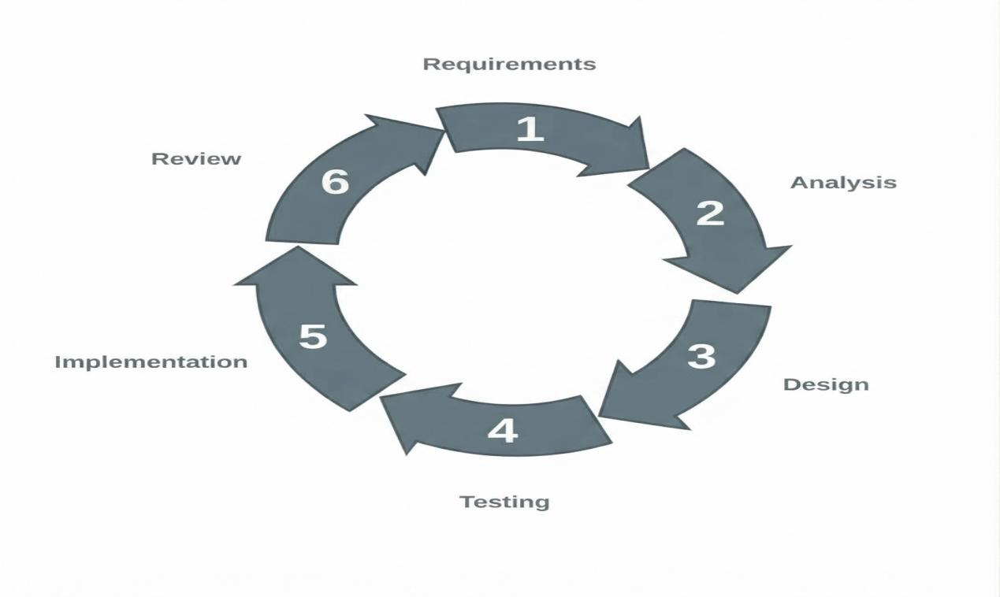 Requirements
1
Analysis
2
Design
3
Testing
4
Implementation
5
Review
6